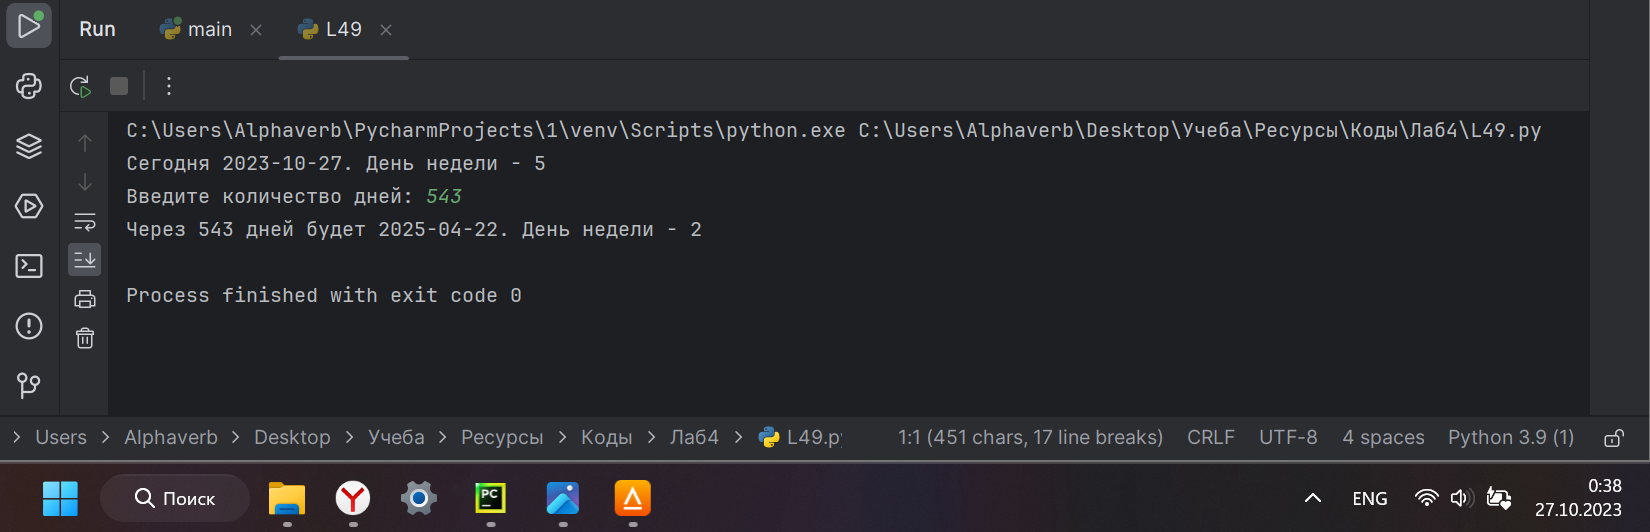 Run main L49
C:\Users\Alphaverb\PycharmProjects\1\venv\Scripts\python.exe C:\Users\Alphaverb\Desktop\Учеба\Ресурсы\Коды\Лаб4\L49.py
Сегодня 2023-10-27. День недели - 5
Введите количество дней: 543
Через 543 дней будет 2025-04-22. День недели - 2
Process finished with exit code 0
Users Alphaverb Desktop Учеба Ресурсы Коды Лаб4 L49.py 1:1 (451 chars, 17 line breaks) CRLF UTF-8 4 spaces Python 3.9 (1)
Поиск PC ENG 0:38
27.10.2023